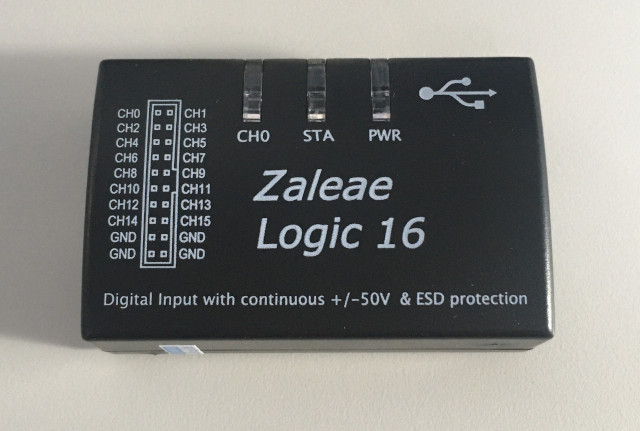 CH0 CH1
CH2 CH3
CH4 CH5
CH6 CH7
CH8 CH9
CH10 CH11
CH12 CH13
CH14 CH15
GND GND
GND GND
CH0 STA PWR
Zaleae
Logic 16
Digital Input with continuous +/-50V & ESD protection